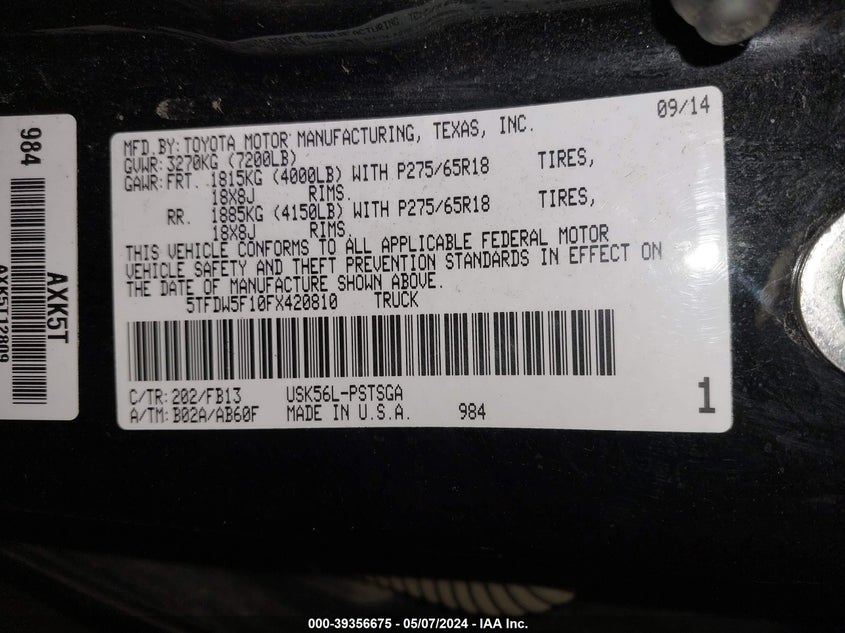 MFD. BY: TOYOTA MOTOR MANUFACTURING, TEXAS, INC. 09/14
GVWR: 3270KG (7200LB)
GAWR: FRT. 1815KG (4000LB) WITH P275/65R18 TIRES,
18X8J RIMS.
RR. 1885KG (4150LB) WITH P275/65R18 TIRES,
18X8J RIMS.
THIS VEHICLE CONFORMS TO ALL APPLICABLE FEDERAL MOTOR
VEHICLE SAFETY AND THEFT PREVENTION STANDARDS IN EFFECT ON
THE DATE OF MANUFACTURE SHOWN ABOVE.
5TFDW5F10FX420810 TRUCK
C/TR: 202/FB13 USK56L-PSTSGA
A/TM: B02A/AB60F MADE IN U.S.A. 984 1
984
AXK5T
000-39356675 - 05/07/2024 - IAA Inc.